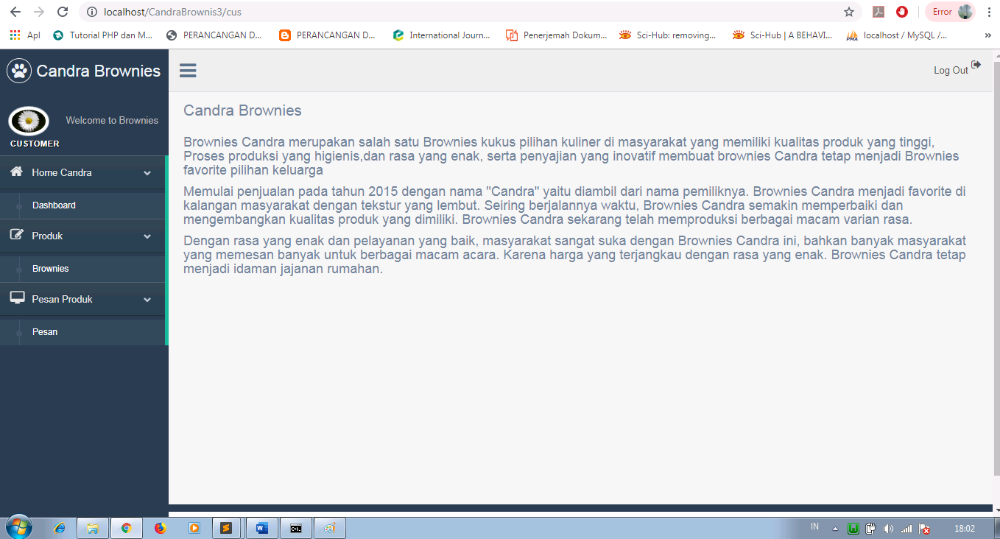 localhost/CandraBrownis3/cus
Error
Apl
Tutorial PHP dan M...
PERANCANGAN D...
PERANCANGAN D...
International Journ...
Penerjemah Dokum...
Sci-Hub: removing...
Sci-Hub | A BEHAVI...
PMA
localhost / MySQL /...
»
Candra Brownies
Log Out
Welcome to Brownies
CUSTOMER
Home Candra
Dashboard
Produk
Brownies
Pesan Produk
Pesan
Candra Brownies
Brownies Candra merupakan salah satu Brownies kukus pilihan kuliner di masyarakat yang memiliki kualitas produk yang tinggi,
Proses produksi yang higienis,dan rasa yang enak, serta penyajian yang inovatif membuat brownies Candra tetap menjadi Brownies
favorite pilihan keluarga
Memulai penjualan pada tahun 2015 dengan nama "Candra" yaitu diambil dari nama pemiliknya. Brownies Candra menjadi favorite di
kalangan masyarakat dengan tekstur yang lembut. Seiring berjalannya waktu, Brownies Candra semakin memperbaiki dan
mengembangkan kualitas produk yang dimiliki. Brownies Candra sekarang telah memproduksi berbagai macam varian rasa.
Dengan rasa yang enak dan pelayanan yang baik, masyarakat sangat suka dengan Brownies Candra ini, bahkan banyak masyarakat
yang memesan banyak untuk berbagai macam acara. Karena harga yang terjangkau dengan rasa yang enak. Brownies Candra tetap
menjadi idaman jajanan rumahan.
IN
18:02